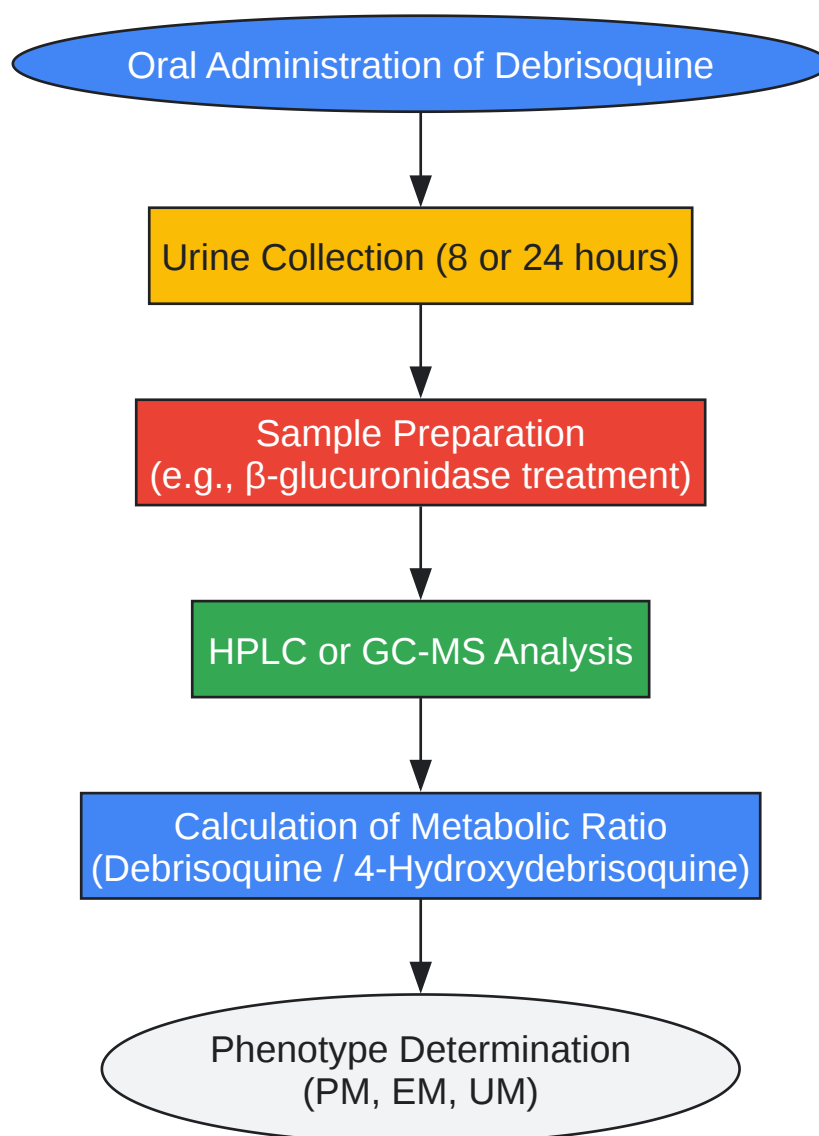 Oral Administration of Debrisoquine
Urine Collection (8 or 24 hours)
Sample Preparation
(e.g., β-glucuronidase treatment)
HPLC or GC-MS Analysis
Calculation of Metabolic Ratio
(Debrisoquine / 4-Hydroxydebrisoquine)
Phenotype Determination
(PM, EM, UM)